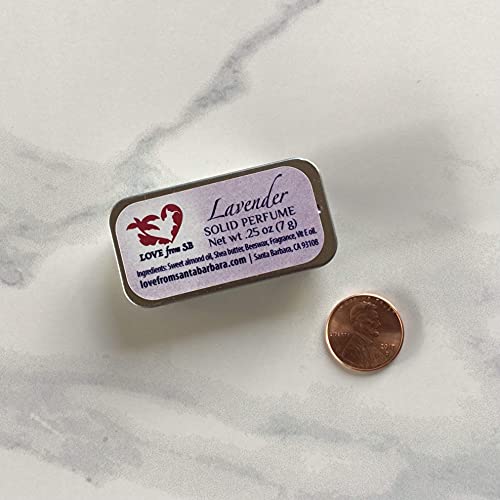 Lavender
SOLID PERFUME
Net wt .25 oz (7 g)
LOVE from SB
Ingredients: Sweet almond oil, Shea butter, Beeswax, Fragrance, Vit E oil.
lovefromsantabarbara.com | Santa Barbara, CA 93108